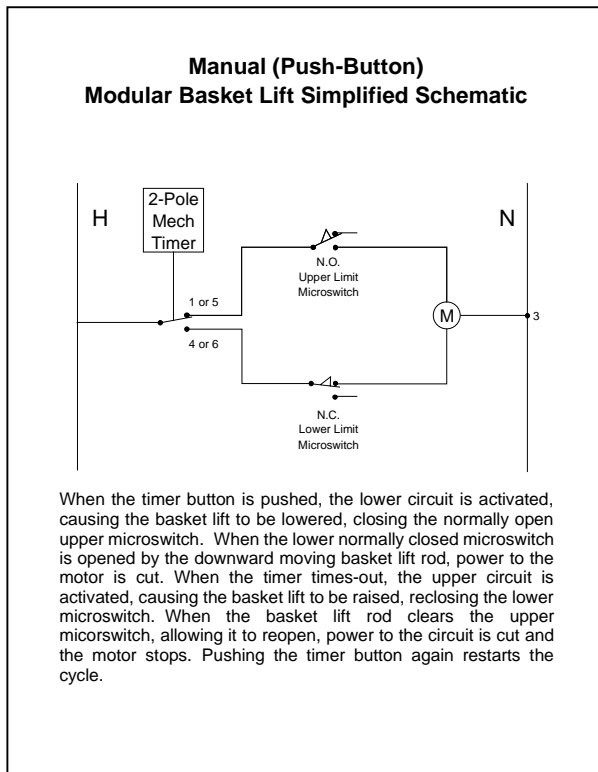 Manual (Push-Button)
Modular Basket Lift Simplified Schematic
H
2-Pole
Mech
Timer
N
N.O.
Upper Limit
Microswitch
1 or 5
M
3
4 or 6
N.C.
Lower Limit
Microswitch
When the timer button is pushed, the lower circuit is activated,
causing the basket lift to be lowered, closing the normally open
upper microswitch. When the lower normally closed microswitch
is opened by the downward moving basket lift rod, power to the
motor is cut. When the timer times-out, the upper circuit is
activated, causing the basket lift to be raised, reclosing the lower
microswitch. When the basket lift rod clears the upper
micorswitch, allowing it to reopen, power to the circuit is cut and
the motor stops. Pushing the timer button again restarts the
cycle.